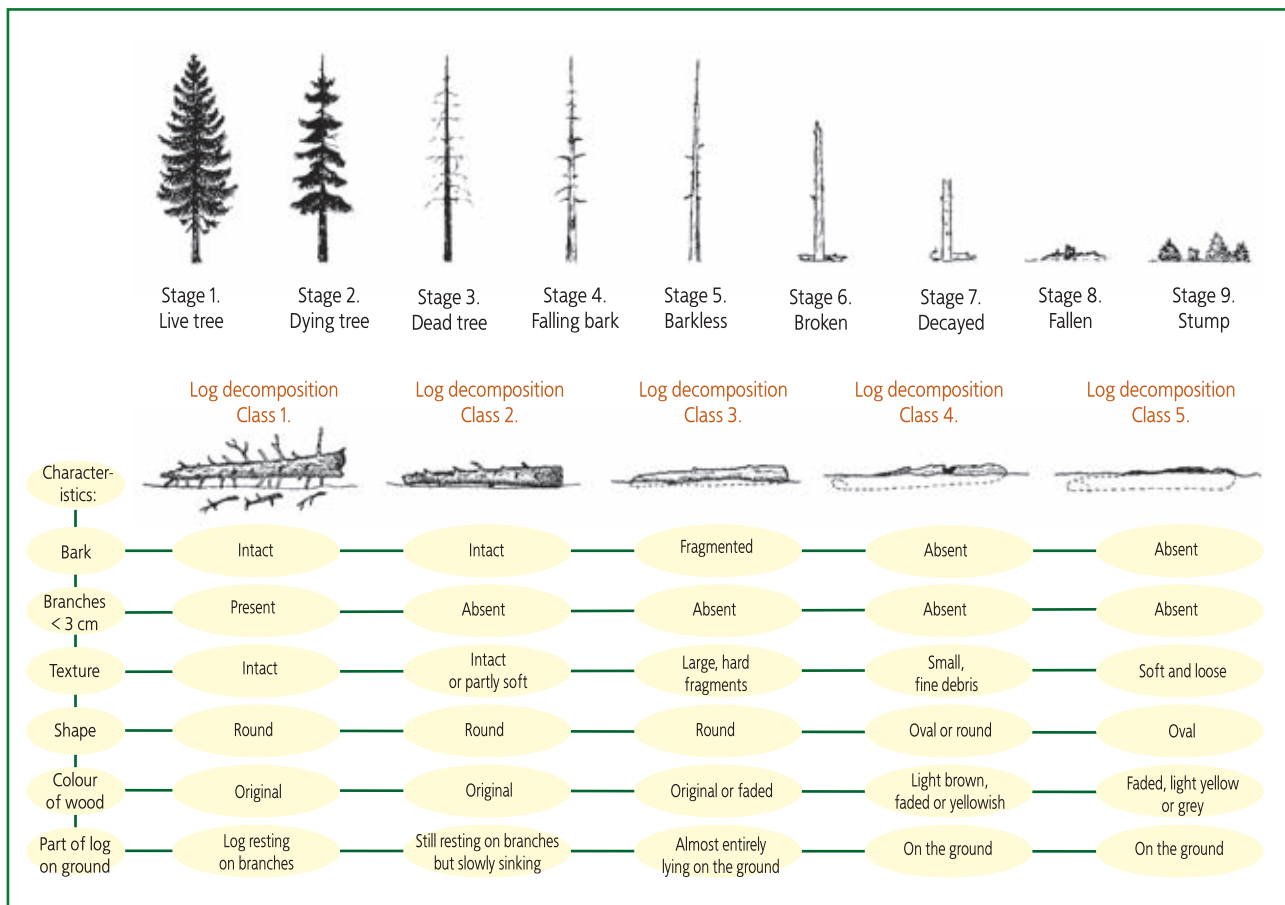 Stage 1.
Live tree
Stage 2.
Dying tree
Stage 3.
Dead tree
Stage 4.
Falling bark
Stage 5.
Barkless
Stage 6.
Broken
Stage 7.
Decayed
Stage 8.
Fallen
Stage 9.
Stump
Log decomposition
Class 1.
Log decomposition
Class 2.
Log decomposition
Class 3.
Log decomposition
Class 4.
Log decomposition
Class 5.
Character-
istics:
Bark
Intact
Intact
Fragmented
Absent
Absent
Branches
< 3 cm
Present
Absent
Absent
Absent
Absent
Texture
Intact
Intact
or partly soft
Large, hard
fragments
Small,
fine debris
Soft and loose
Shape
Round
Round
Round
Oval or round
Oval
Colour
of wood
Original
Original
Original or faded
Light brown,
faded or yellowish
Faded, light yellow
or grey
Part of log
on ground
Log resting
on branches
Still resting on branches
but slowly sinking
Almost entirely
lying on the ground
On the ground
On the ground